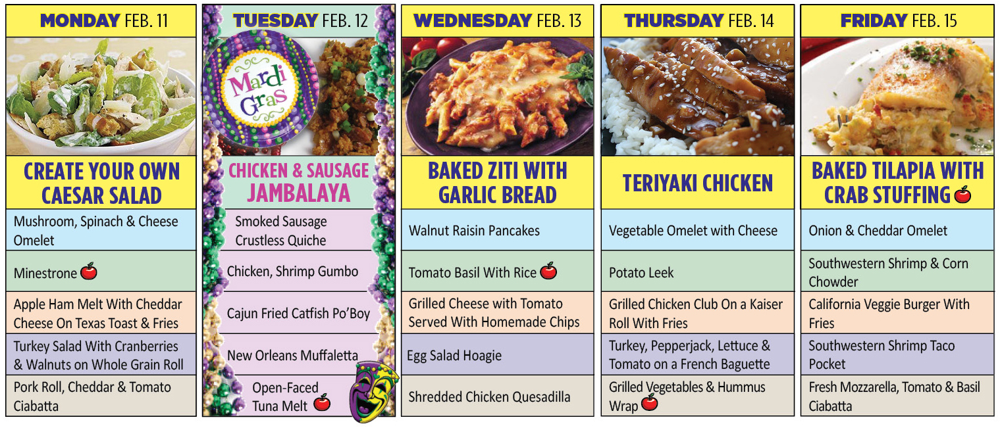 MONDAY FEB. 11
CREATE YOUR OWN
CAESAR SALAD
Mushroom, Spinach & Cheese
Omelet
Minestrone
Apple Ham Melt With Cheddar
Cheese On Texas Toast & Fries
Turkey Salad With Cranberries
& Walnuts on Whole Grain Roll
Pork Roll, Cheddar & Tomato
Ciabatta
TUESDAY FEB. 12
Mardi
Gras
CHICKEN & SAUSAGE
JAMBALAYA
Smoked Sausage
Crustless Quiche
Chicken, Shrimp Gumbo
Cajun Fried Catfish Po’Boy
New Orleans Muffaletta
Open-Faced
Tuna Melt
WEDNESDAY FEB. 13
BAKED ZITI WITH
GARLIC BREAD
Walnut Raisin Pancakes
Tomato Basil With Rice
Grilled Cheese with Tomato
Served With Homemade Chips
Egg Salad Hoagie
Shredded Chicken Quesadilla
THURSDAY FEB. 14
TERIYAKI CHICKEN
Vegetable Omelet with Cheese
Potato Leek
Grilled Chicken Club On a Kaiser
Roll With Fries
Turkey, Pepperjack, Lettuce &
Tomato on a French Baguette
Grilled Vegetables & Hummus
Wrap
FRIDAY FEB. 15
BAKED TILAPIA WITH
CRAB STUFFING
Onion & Cheddar Omelet
Southwestern Shrimp & Corn
Chowder
California Veggie Burger With
Fries
Southwestern Shrimp Taco
Pocket
Fresh Mozzarella, Tomato & Basil
Ciabatta